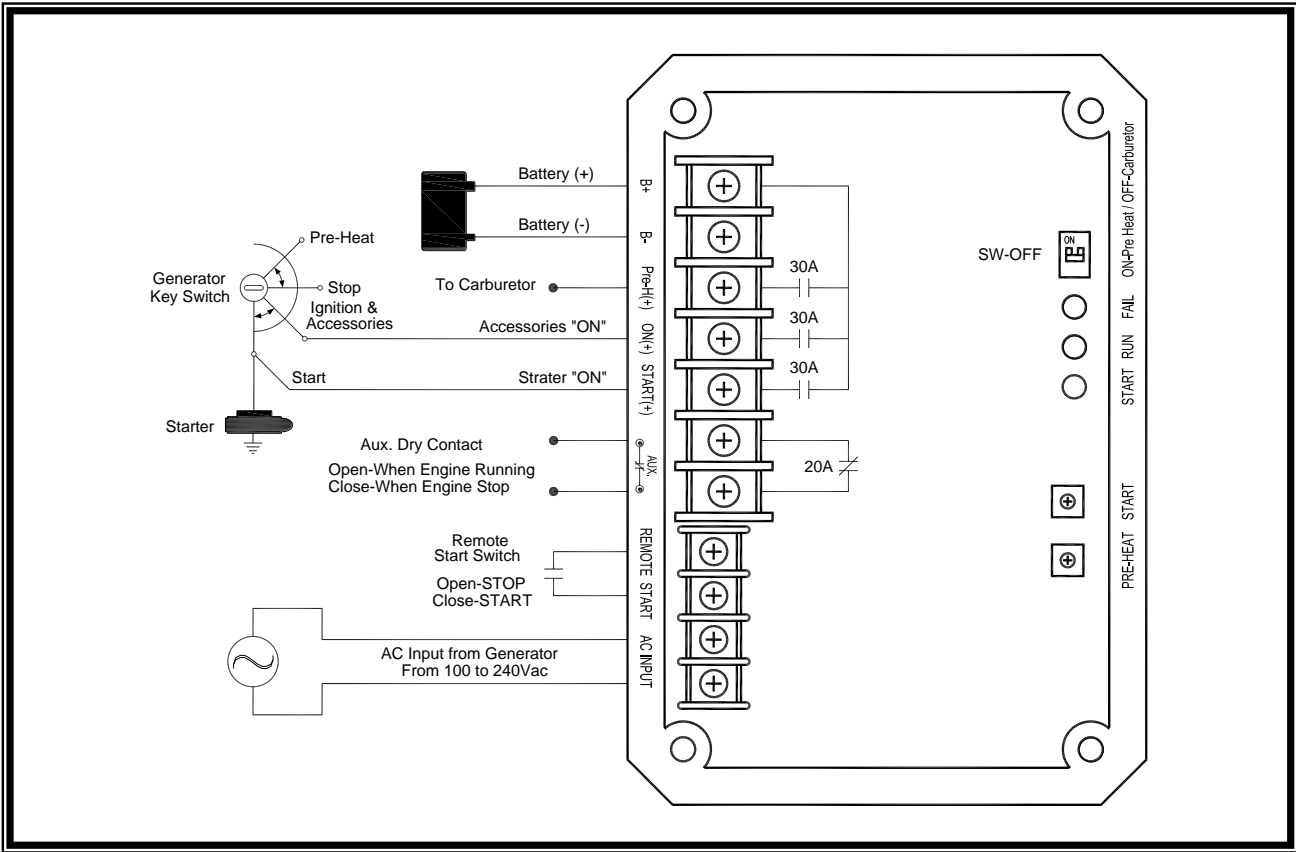 Battery (+)
Battery (-)
Pre-Heat
Generator
Key Switch
Stop
Ignition &
Accessories
To Carburetor
Accessories "ON"
Start
Strater "ON"
Starter
Aux. Dry Contact
Open-When Engine Running
Close-When Engine Stop
Remote
Start Switch
Open-STOP
Close-START
AC Input from Generator
From 100 to 240Vac
B+
B-
Pre-H(+)
ON(+)
START(+)
AUX.
REMOTE START
AC INPUT
30A
30A
30A
20A
SW-OFF
ON
ON-Pre Heat / OFF-Carburetor
FAIL
RUN
START
START
PRE-HEAT